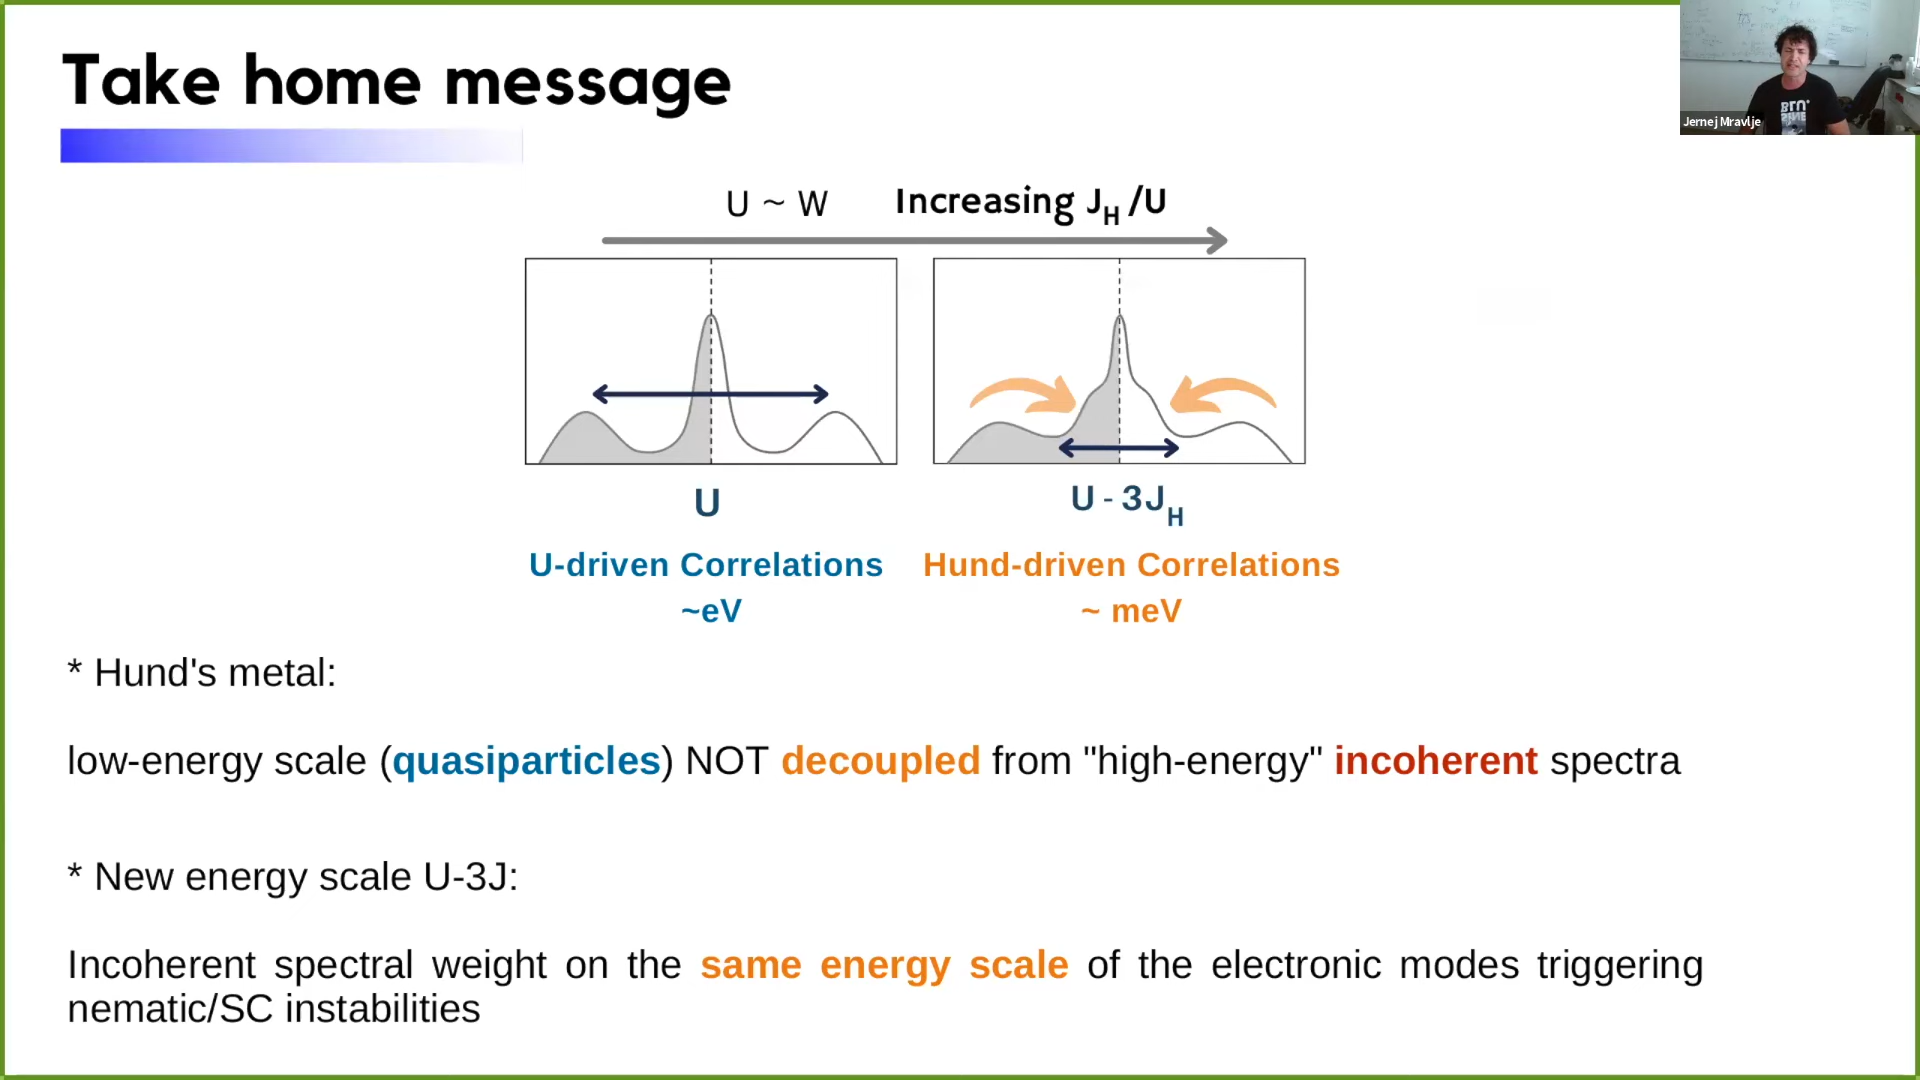 Take home message
Jernej Mravlje
U ~ W Increasing J_H /U
U
U - 3J_H
U-driven Correlations
~eV
Hund-driven Correlations
~ meV
* Hund's metal:
low-energy scale (quasiparticles) NOT decoupled from "high-energy" incoherent spectra
* New energy scale U-3J:
Incoherent spectral weight on the same energy scale of the electronic modes triggering
nematic/SC instabilities